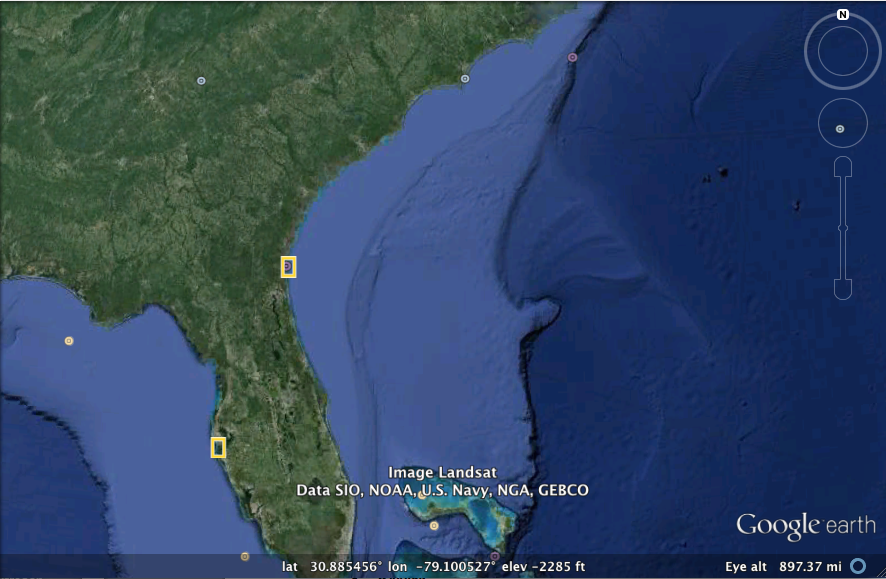 N
Image Landsat
Data SIO, NOAA, U.S. Navy, NGA, GEBCO
Google earth
lat 30.885456° lon -79.100527° elev -2285 ft Eye alt 897.37 mi